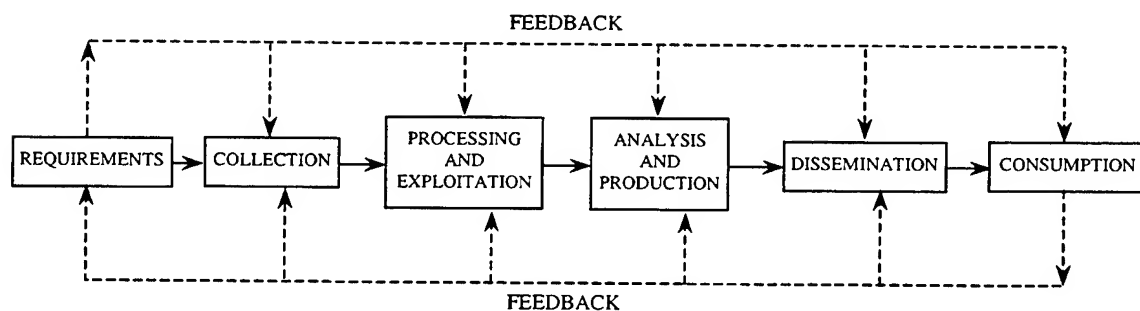 FEEDBACK
REQUIREMENTS
COLLECTION
PROCESSING
AND
EXPLOITATION
ANALYSIS
AND
PRODUCTION
DISSEMINATION
CONSUMPTION
FEEDBACK